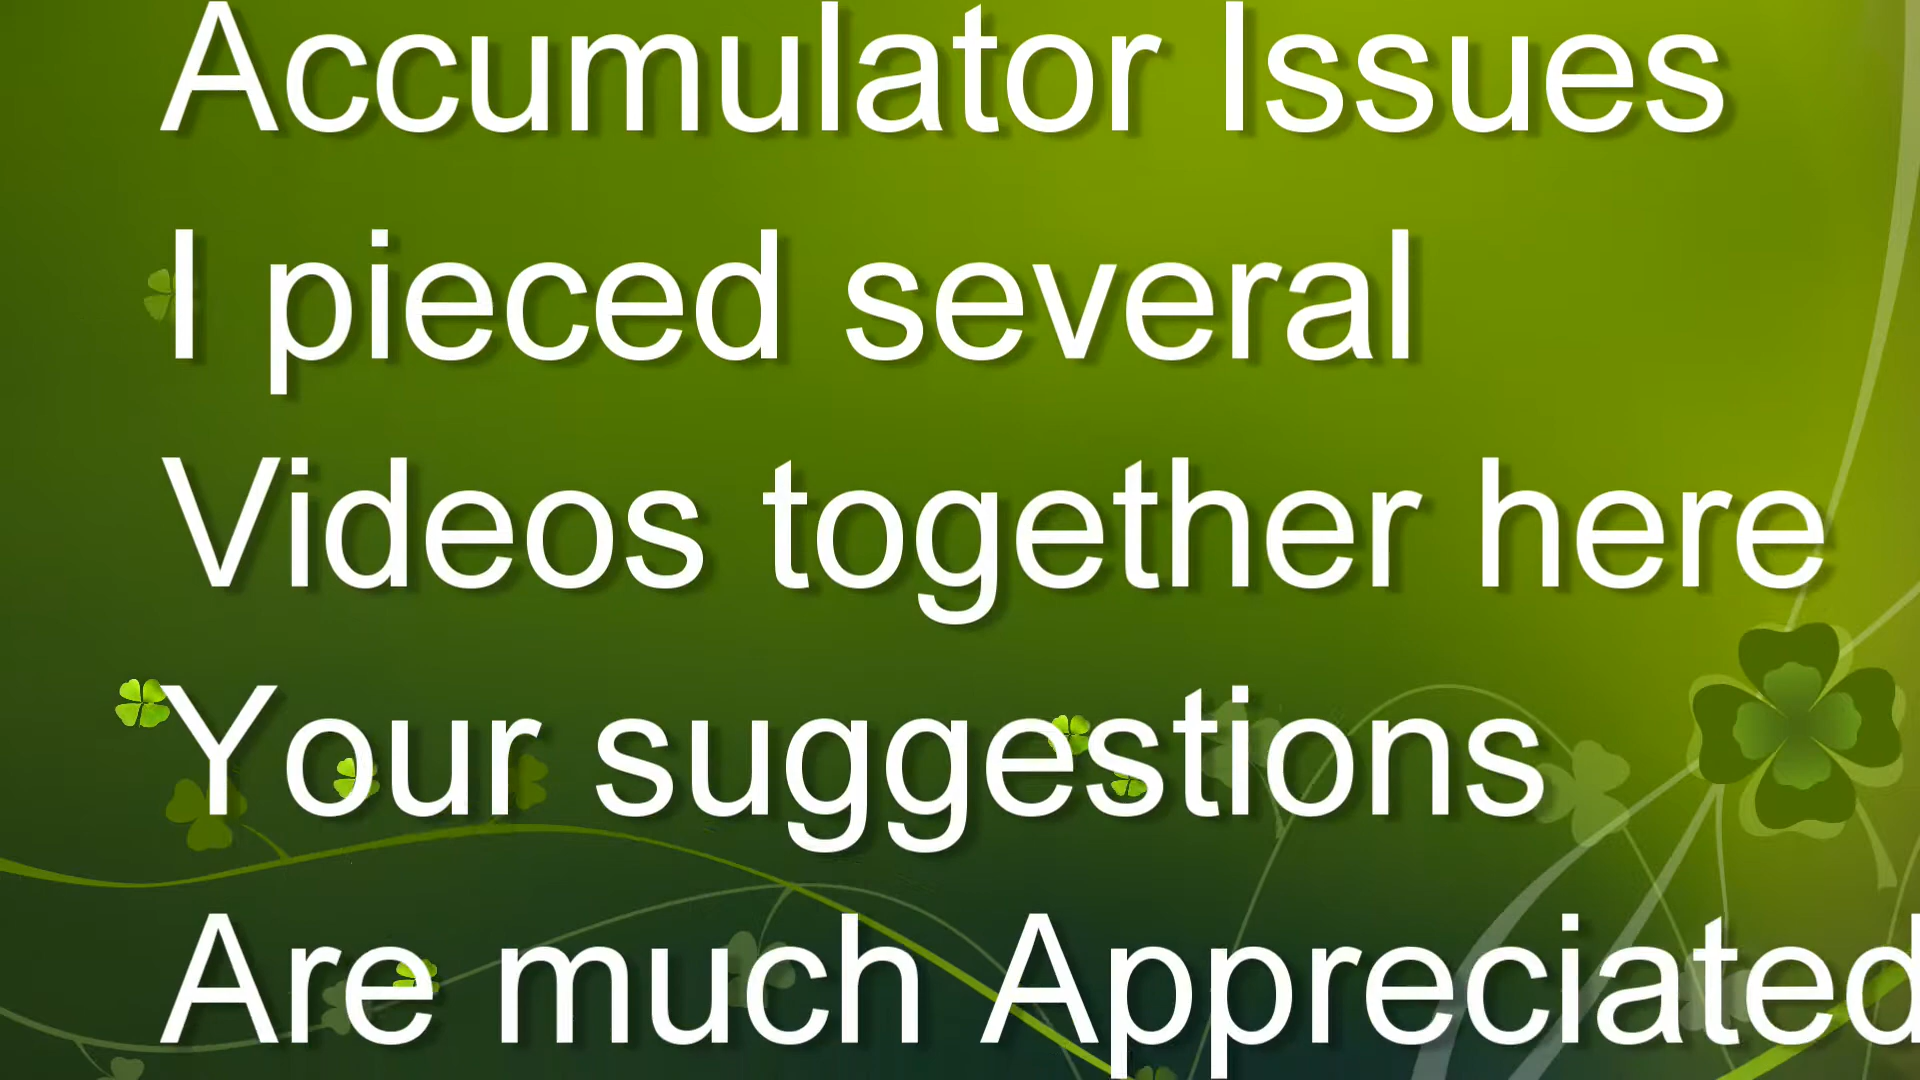 Accumulator Issues
I pieced several
Videos together here
Your suggestions
Are much Appreciated